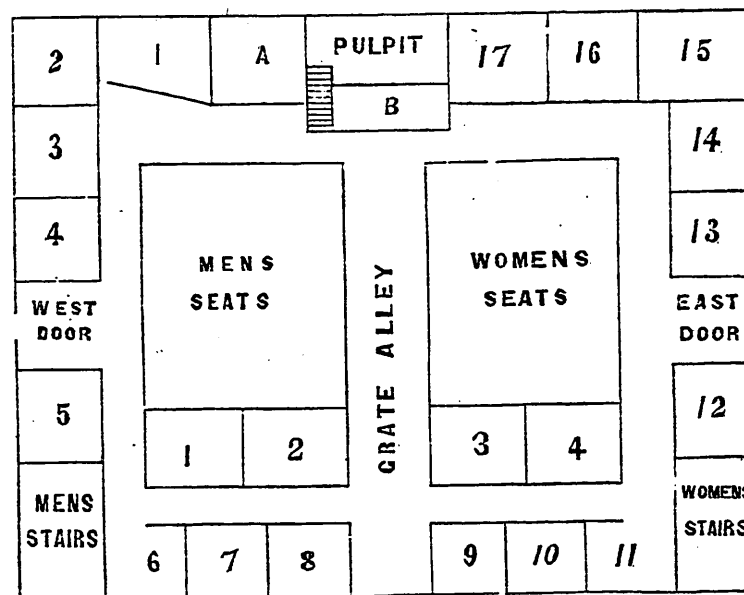 2
1
A
PULPIT
17
16
15
B
3
14
4
13
MENS
SEATS
WOMENS
SEATS
WEST
DOOR
GRATE ALLEY
EAST
DOOR
5
12
1
2
3
4
MENS
STAIRS
WOMENS
STAIRS
6
7
8
9
10
11